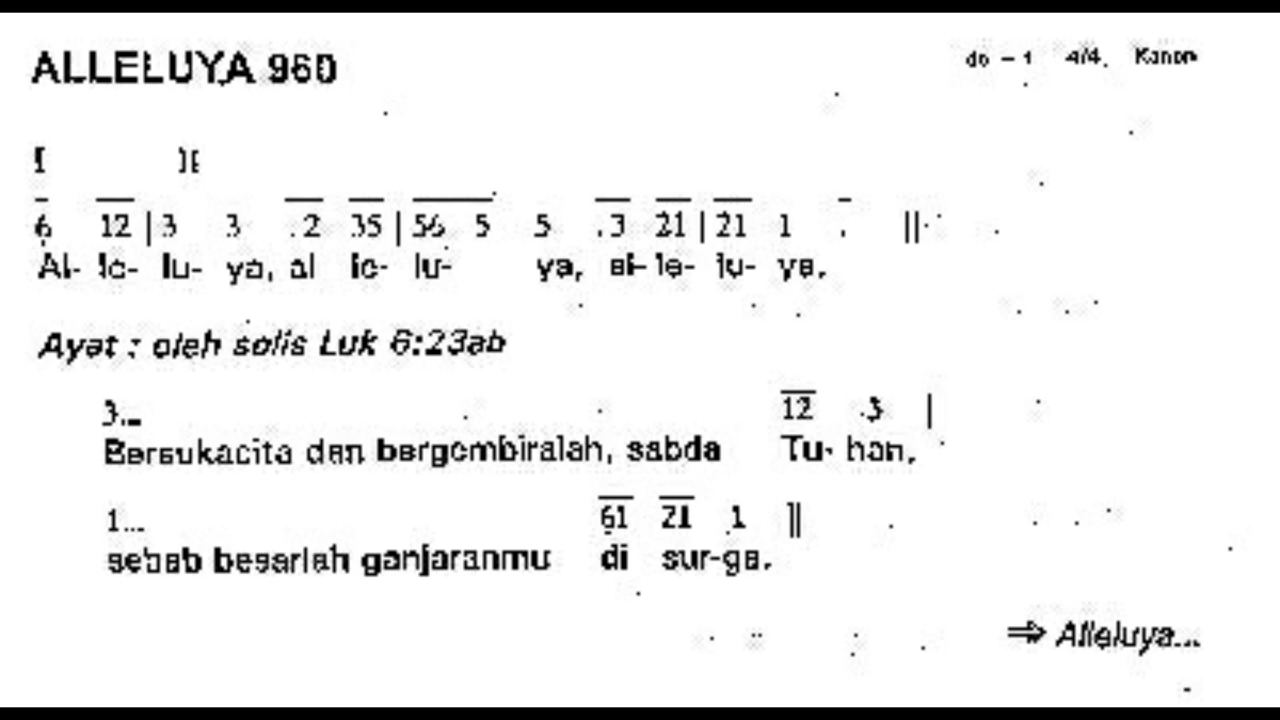 ALLELUYA 960
do = 1 4/4, Kanon
I II
6 12 | 3 3 .2 35 | 56 5 5 .3 21 | 21 1 . ||
Al- le- lu- ya, al le- lu- ya, al- le- lu- ya.
Ayat : oleh solis Luk 6:23ab
3... 12 3 |
Bersukacita dan bergembiralah, sabda Tu- han,
1... 61 21 1 ||
sebab besarlah ganjaranmu di sur-ga.
⇒ Alleluya...